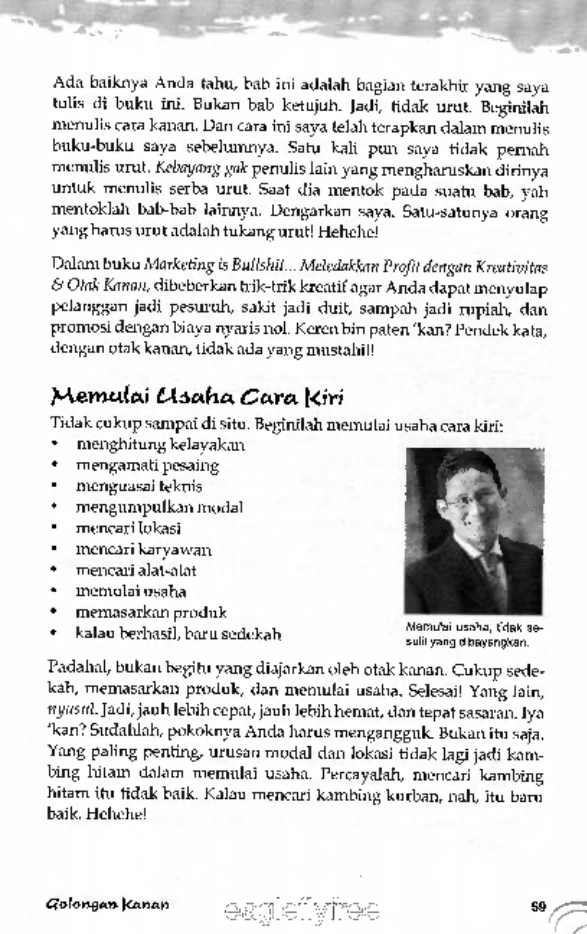 Ada baiknya Anda tahu, bab ini adalah bagian terakhir yang saya
tulis di buku ini. Bukan bab ketujuh. Jadi, tidak urut. Beginilah
menulis cara kanan. Dan cara ini saya telah terapkan dalam menulis
buku-buku saya sebelumnya. Satu kali pun saya tidak pernah
menulis urut. Kebayang gak penulis lain yang mengharuskan dirinya
untuk menulis serba urut. Saat dia mentok pada suatu bab, yah
mentoklah bab-bab lainnya. Dengarkan saya. Satu-satunya orang
yang harus urut adalah tukang urut! Hehehe!
Dalam buku Marketing is Bullshit... Meledakkan Profit dengan Kreativitas
& Otak Kanan, dibeberkan trik-trik kreatif agar Anda dapat menyulap
pelanggan jadi pesuruh, sakit jadi duit, sampah jadi rupiah, dan
promosi dengan biaya nyaris nol. Keren bin paten 'kan? Pendek kata,
dengan otak kanan, tidak ada yang mustahil!
Memulai Usaha Cara Kiri
Tidak cukup sampai di situ. Beginilah memulai usaha cara kiri:
• menghitung kelayakan
• mengamati pesaing
• menguasai teknis
• mengumpulkan modal
• mencari lokasi
• mencari karyawan
• mencari alat-alat
• memulai usaha
• memasarkan produk
• kalau berhasil, baru sedekah
Memulai usaha, tidak se-
sulit yang dibayangkan.
Padahal, bukan begitu yang diajarkan oleh otak kanan. Cukup sede-
kah, memasarkan produk, dan memulai usaha. Selesai! Yang lain,
nyusul. Jadi, jauh lebih cepat, jauh lebih hemat, dan tepat sasaran. Iya
'kan? Sudahlah, pokoknya Anda harus mengangguk. Bukan itu saja.
Yang paling penting, urusan modal dan lokasi tidak lagi jadi kam-
bing hitam dalam memulai usaha. Percayalah, mencari kambing
hitam itu tidak baik. Kalau mencari kambing kurban, nah, itu baru
baik. Hehehe!
Golongan Kanan
eagleflyfree
59